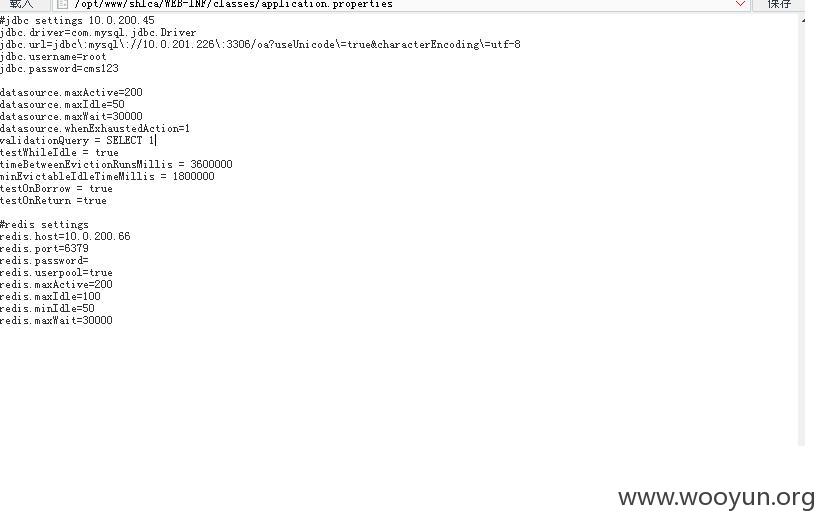 载入 /opt/www/shlca/WEB-INF/classes/application.properties 保存
#jdbc settings 10.0.200.45
jdbc.driver=com.mysql.jdbc.Driver
jdbc.url=jdbc\:mysql\://10.0.201.226\:3306/oa?useUnicode\=true&characterEncoding\=utf-8
jdbc.username=root
jdbc.password=cms123
datasource.maxActive=200
datasource.maxIdle=50
datasource.maxWait=30000
datasource.whenExhaustedAction=1
validationQuery = SELECT 1
testWhileIdle = true
timeBetweenEvictionRunsMillis = 3600000
minEvictableIdleTimeMillis = 1800000
testOnBorrow = true
testOnReturn =true
#redis settings
redis.host=10.0.200.66
redis.port=6379
redis.password=
redis.userpool=true
redis.maxActive=200
redis.maxIdle=100
redis.minIdle=50
redis.maxWait=30000
www.wooyun.org